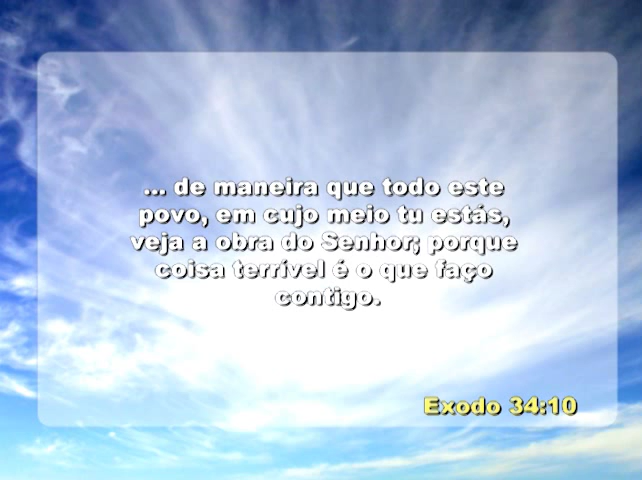 ... de maneira que todo este
povo, em cujo meio tu estás,
veja a obra do Senhor; porque
coisa terrível é o que faço
contigo.
Exodo 34:10